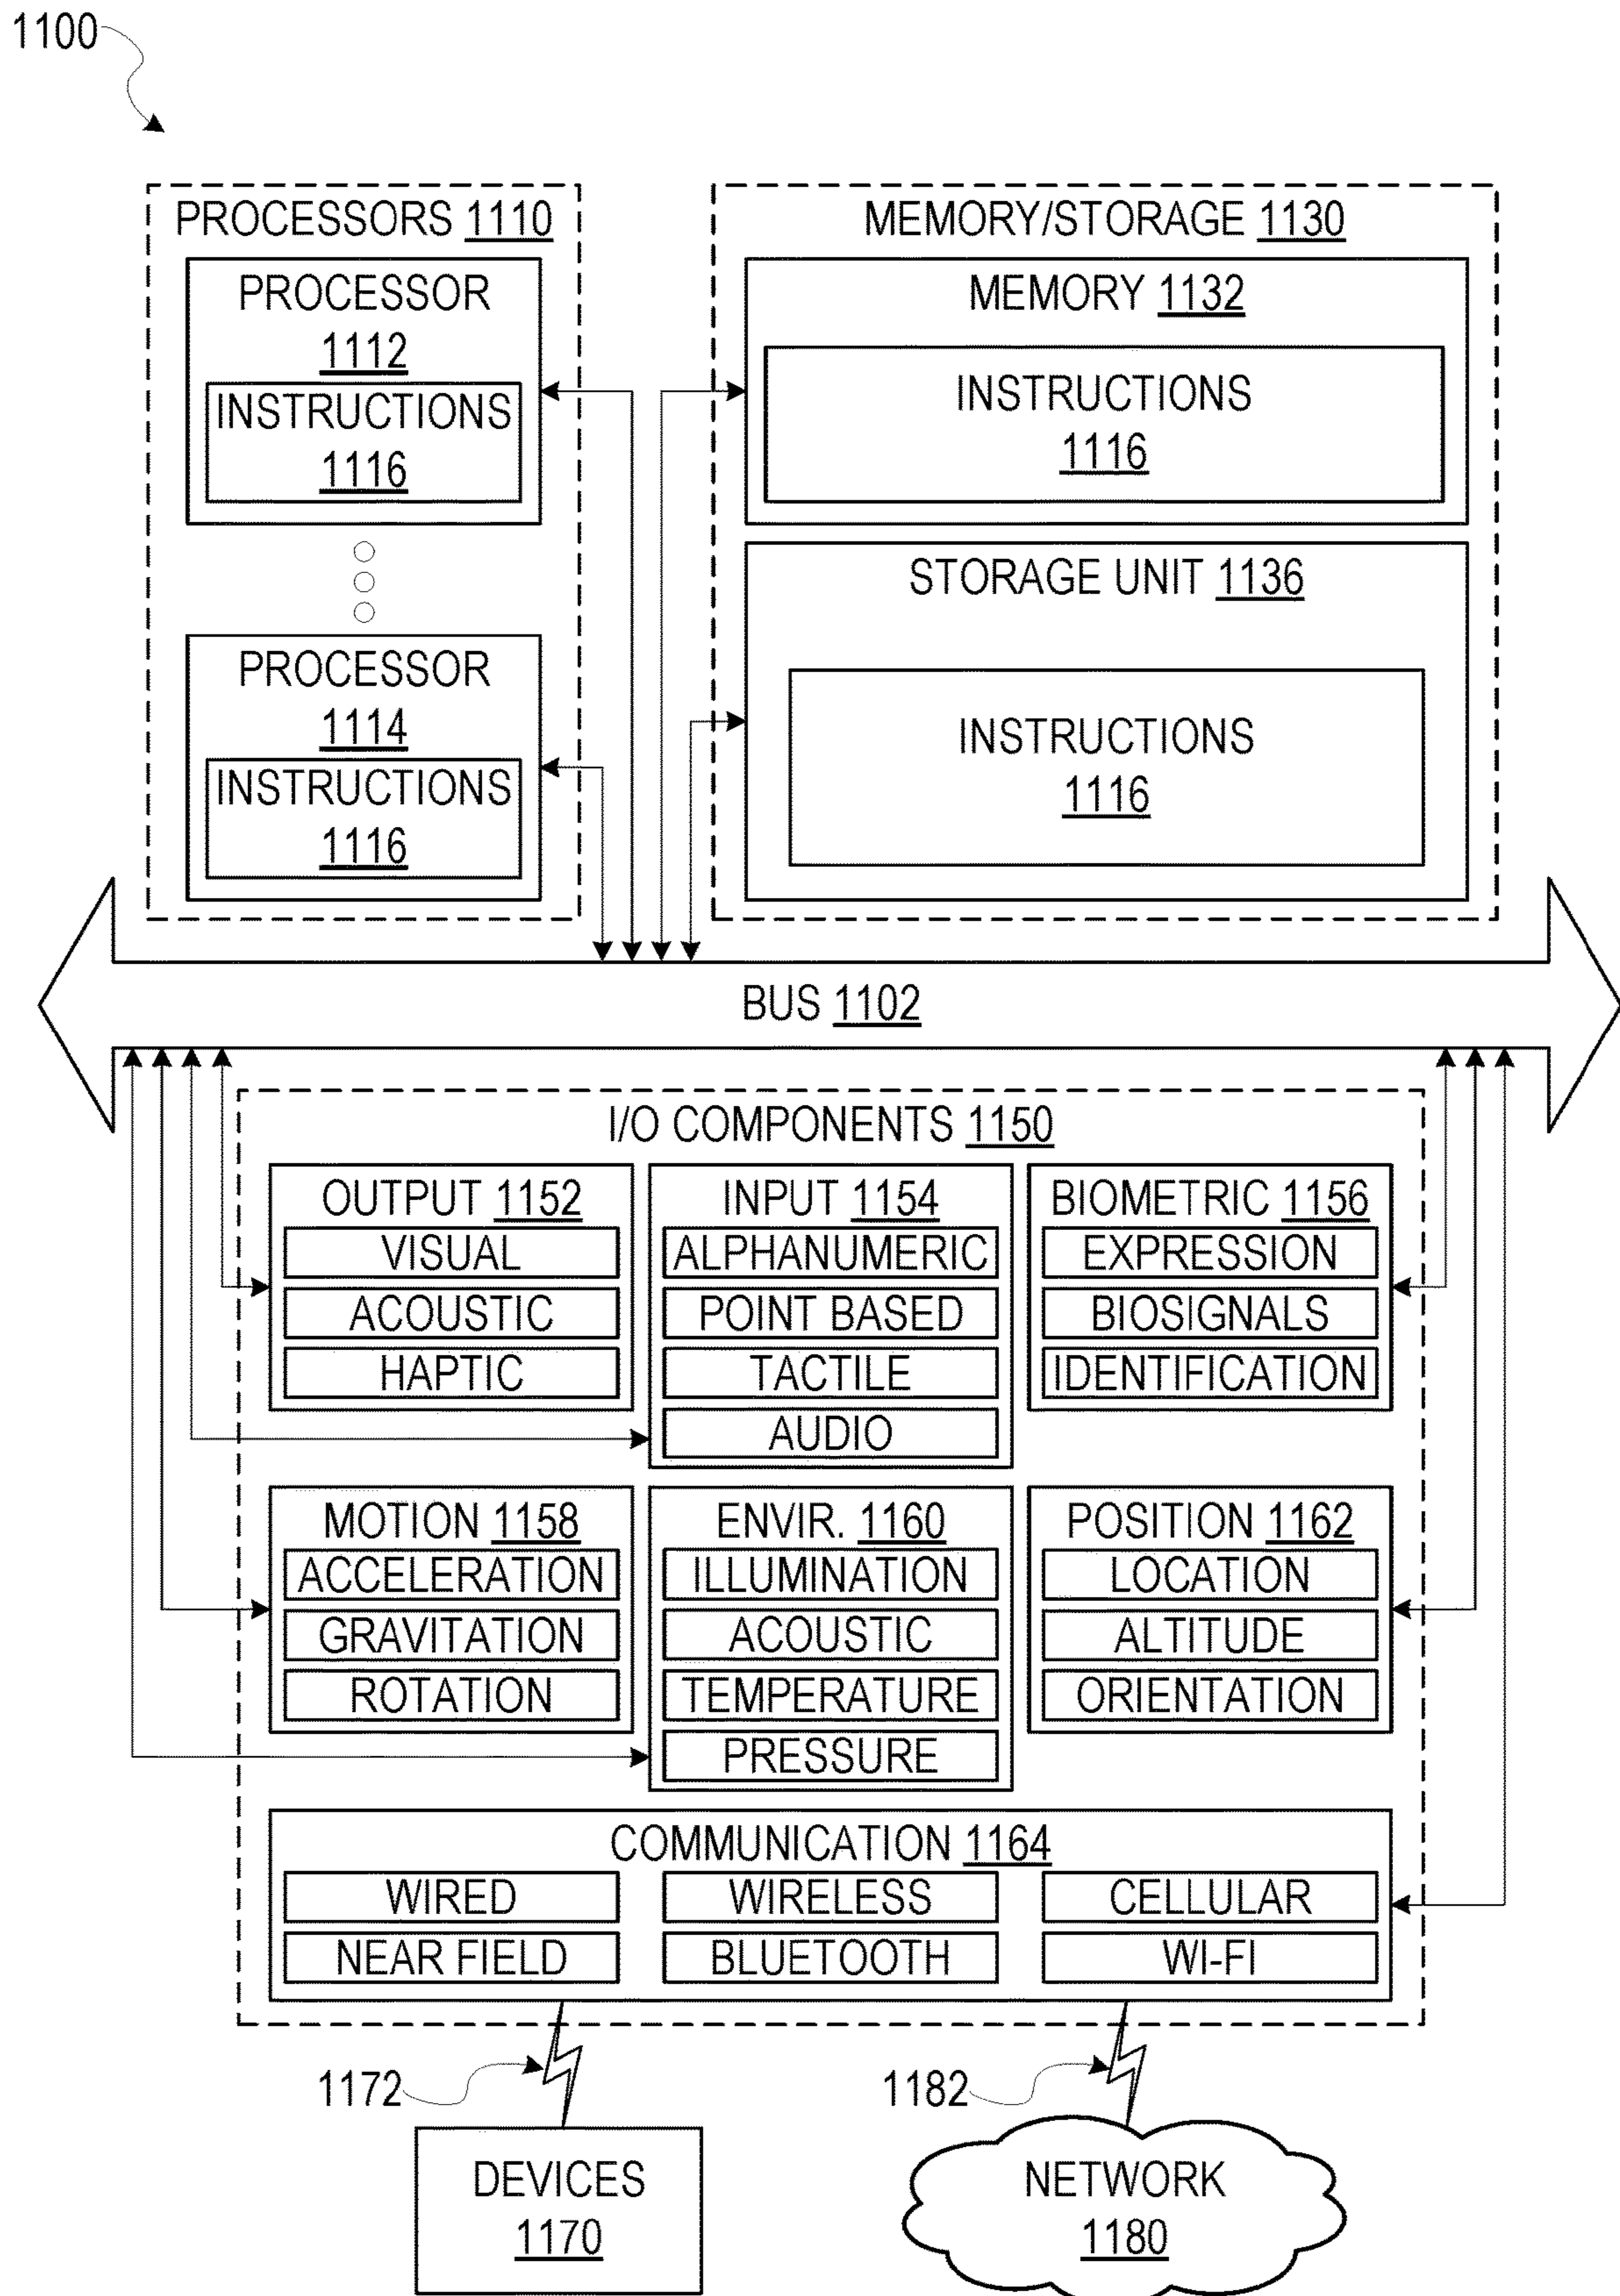 1100
PROCESSORS 1110
PROCESSOR
1112
INSTRUCTIONS
1116
PROCESSOR
1114
INSTRUCTIONS
1116
MEMORY/STORAGE 1130
MEMORY 1132
INSTRUCTIONS
1116
STORAGE UNIT 1136
INSTRUCTIONS
1116
BUS 1102
I/O COMPONENTS 1150
OUTPUT 1152
VISUAL
ACOUSTIC
HAPTIC
INPUT 1154
ALPHANUMERIC
POINT BASED
TACTILE
AUDIO
BIOMETRIC 1156
EXPRESSION
BIOSIGNALS
IDENTIFICATION
MOTION 1158
ACCELERATION
GRAVITATION
ROTATION
ENVIR. 1160
ILLUMINATION
ACOUSTIC
TEMPERATURE
PRESSURE
POSITION 1162
LOCATION
ALTITUDE
ORIENTATION
COMMUNICATION 1164
WIRED
WIRELESS
CELLULAR
NEAR FIELD
BLUETOOTH
WI-FI
1172
1182
DEVICES
1170
NETWORK
1180